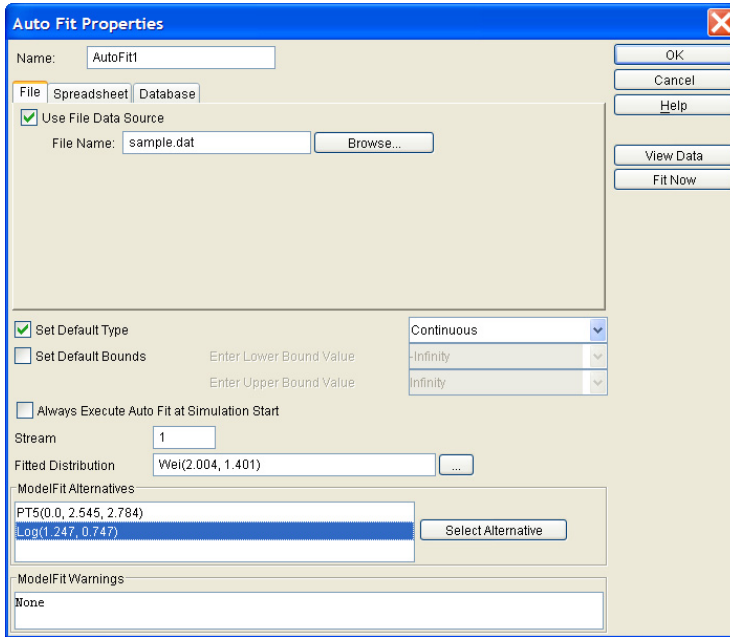 Auto Fit Properties
Name: AutoFit1
OK
Cancel
Help
File Spreadsheet Database
Use File Data Source
File Name: sample.dat Browse...
View Data
Fit Now
Set Default Type Continuous
Set Default Bounds Enter Lower Bound Value -Infinity
Enter Upper Bound Value Infinity
Always Execute Auto Fit at Simulation Start
Stream 1
Fitted Distribution Wei(2.004, 1.401) ...
ModelFit Alternatives
PT5(0.0, 2.545, 2.784)
Log(1.247, 0.747)
Select Alternative
ModelFit Warnings
None